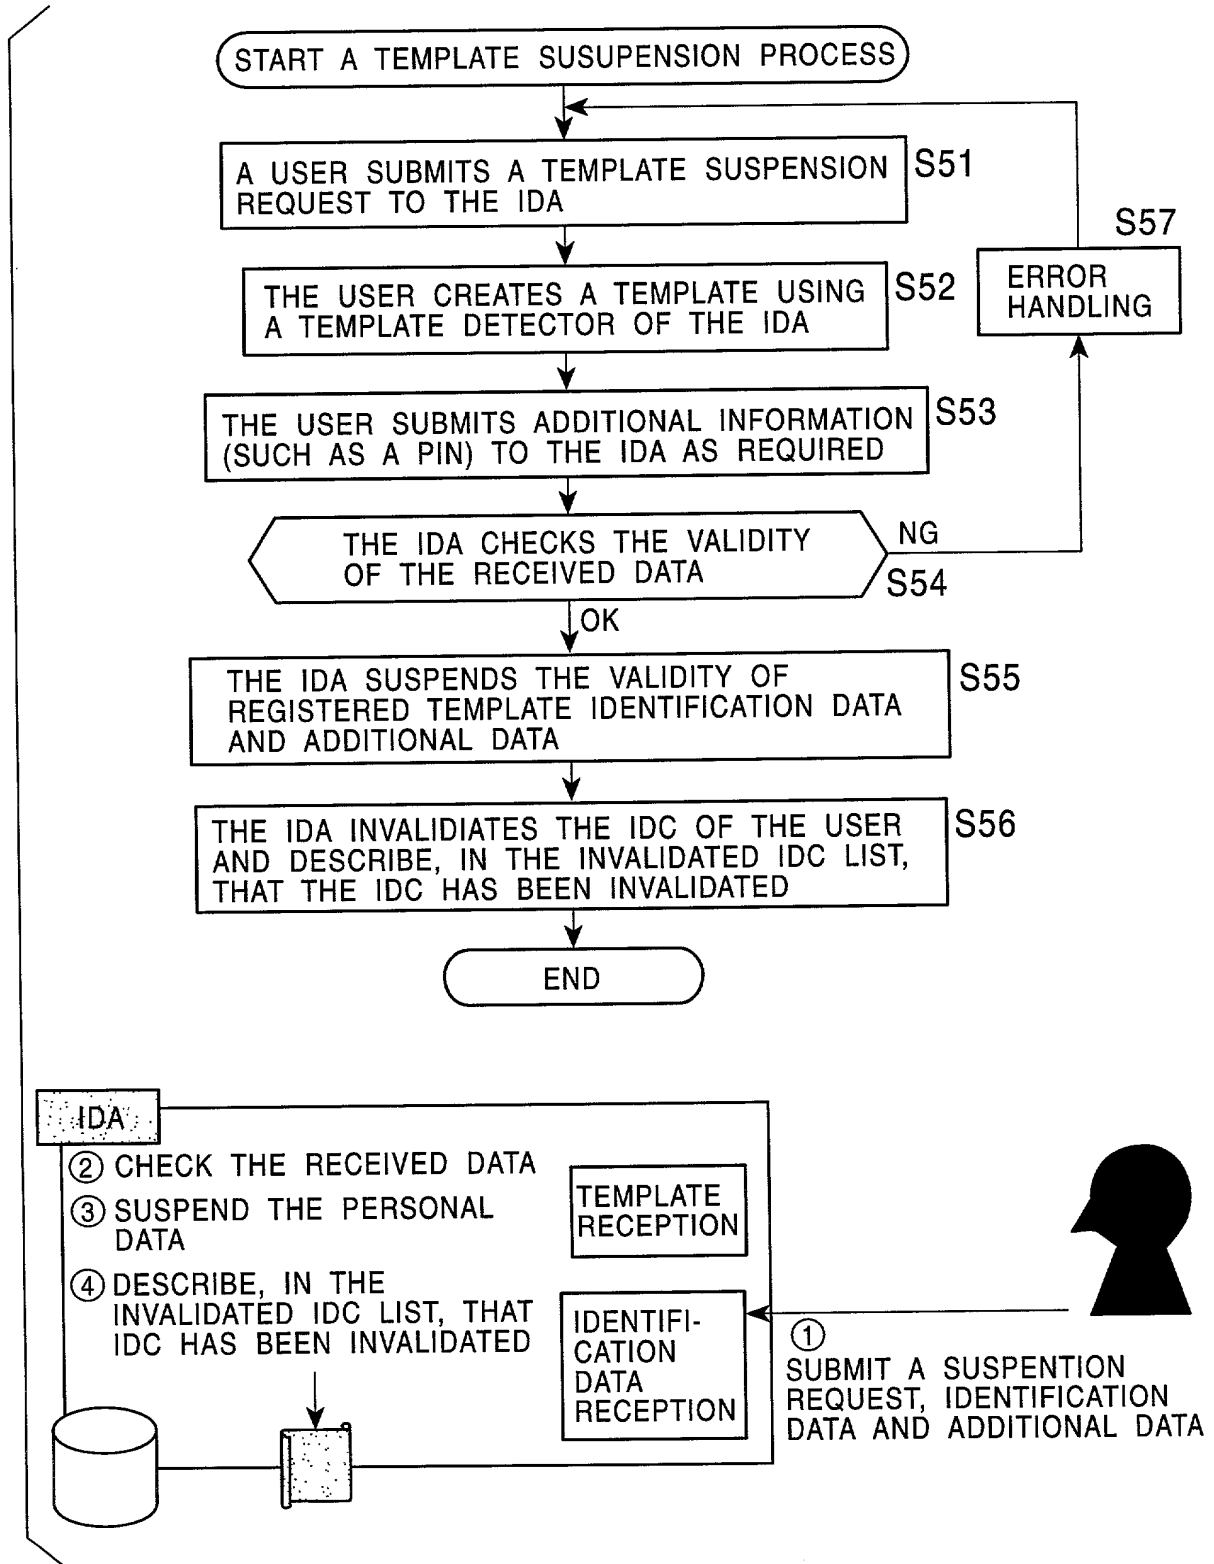 START A TEMPLATE SUSUPENSION PROCESS
A USER SUBMITS A TEMPLATE SUSPENSION
REQUEST TO THE IDA
S51
S57
ERROR
HANDLING
THE USER CREATES A TEMPLATE USING
A TEMPLATE DETECTOR OF THE IDA
S52
THE USER SUBMITS ADDITIONAL INFORMATION
(SUCH AS A PIN) TO THE IDA AS REQUIRED
S53
THE IDA CHECKS THE VALIDITY
OF THE RECEIVED DATA
NG
S54
OK
THE IDA SUSPENDS THE VALIDITY OF
REGISTERED TEMPLATE IDENTIFICATION DATA
AND ADDITIONAL DATA
S55
THE IDA INVALIDIATES THE IDC OF THE USER
AND DESCRIBE, IN THE INVALIDATED IDC LIST,
THAT THE IDC HAS BEEN INVALIDATED
S56
END
IDA
② CHECK THE RECEIVED DATA
③ SUSPEND THE PERSONAL
DATA
④ DESCRIBE, IN THE
INVALIDATED IDC LIST, THAT
IDC HAS BEEN INVALIDATED
TEMPLATE
RECEPTION
IDENTIFI-
CATION
DATA
RECEPTION
①
SUBMIT A SUSPENTION
REQUEST, IDENTIFICATION
DATA AND ADDITIONAL DATA